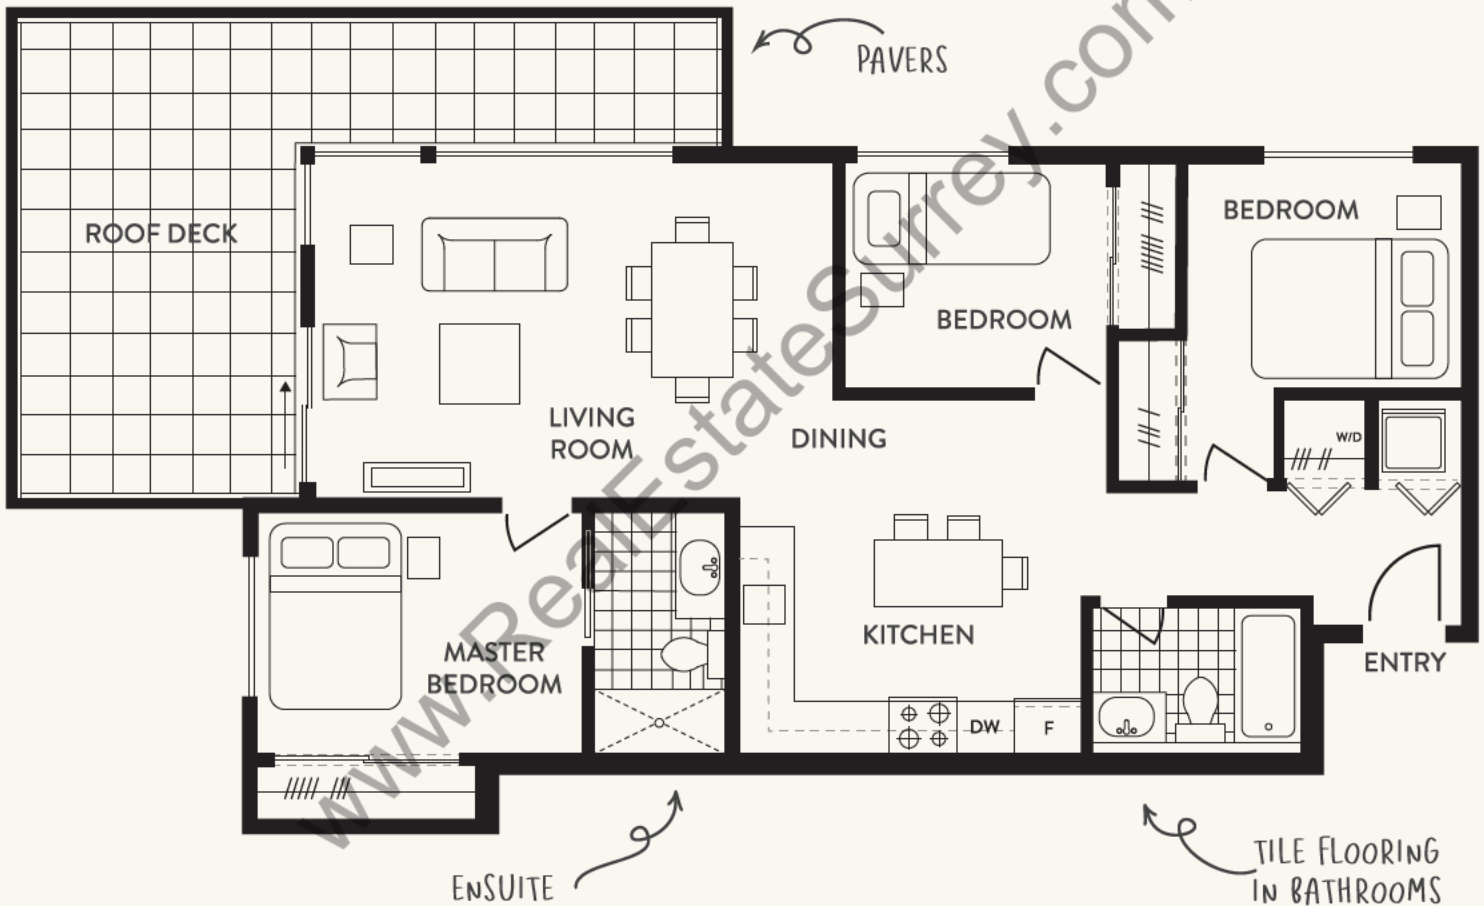 PAVERS
ROOF DECK
BEDROOM
BEDROOM
LIVING
ROOM
DINING
W/D
MASTER
BEDROOM
KITCHEN
ENTRY
DW
F
ENSUITE
TILE FLOORING
IN BATHROOMS
www.RealEstateSurrey.com